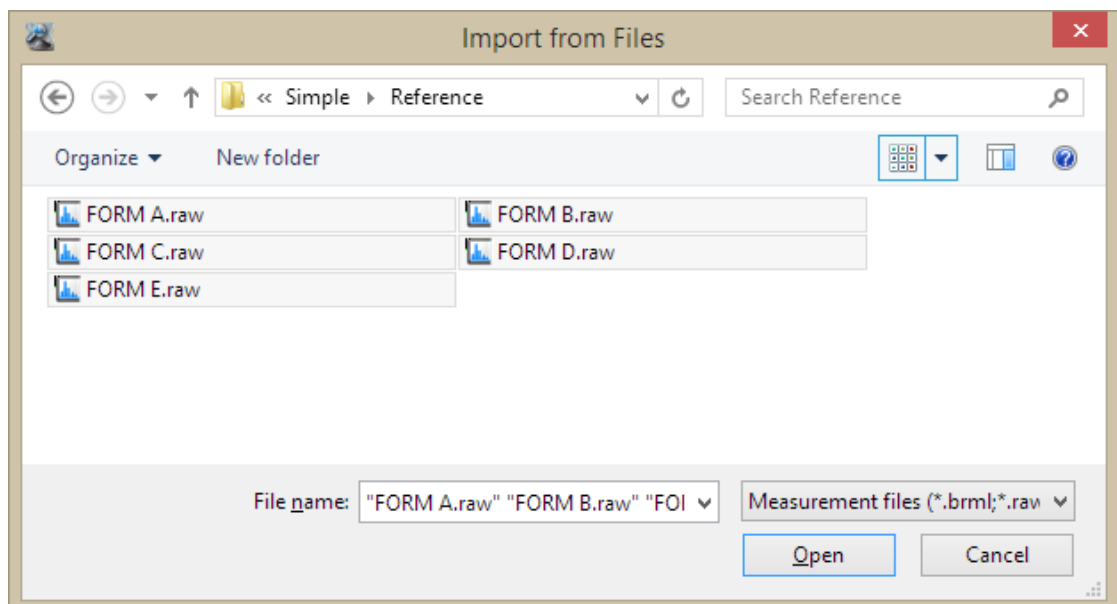 Import from Files
« Simple Reference
Search Reference
Organize
New folder
FORM A.raw
FORM B.raw
FORM C.raw
FORM D.raw
FORM E.raw
File name: "FORM A.raw" "FORM B.raw" "FOI
Measurement files (*.brml;*.raw
Open
Cancel